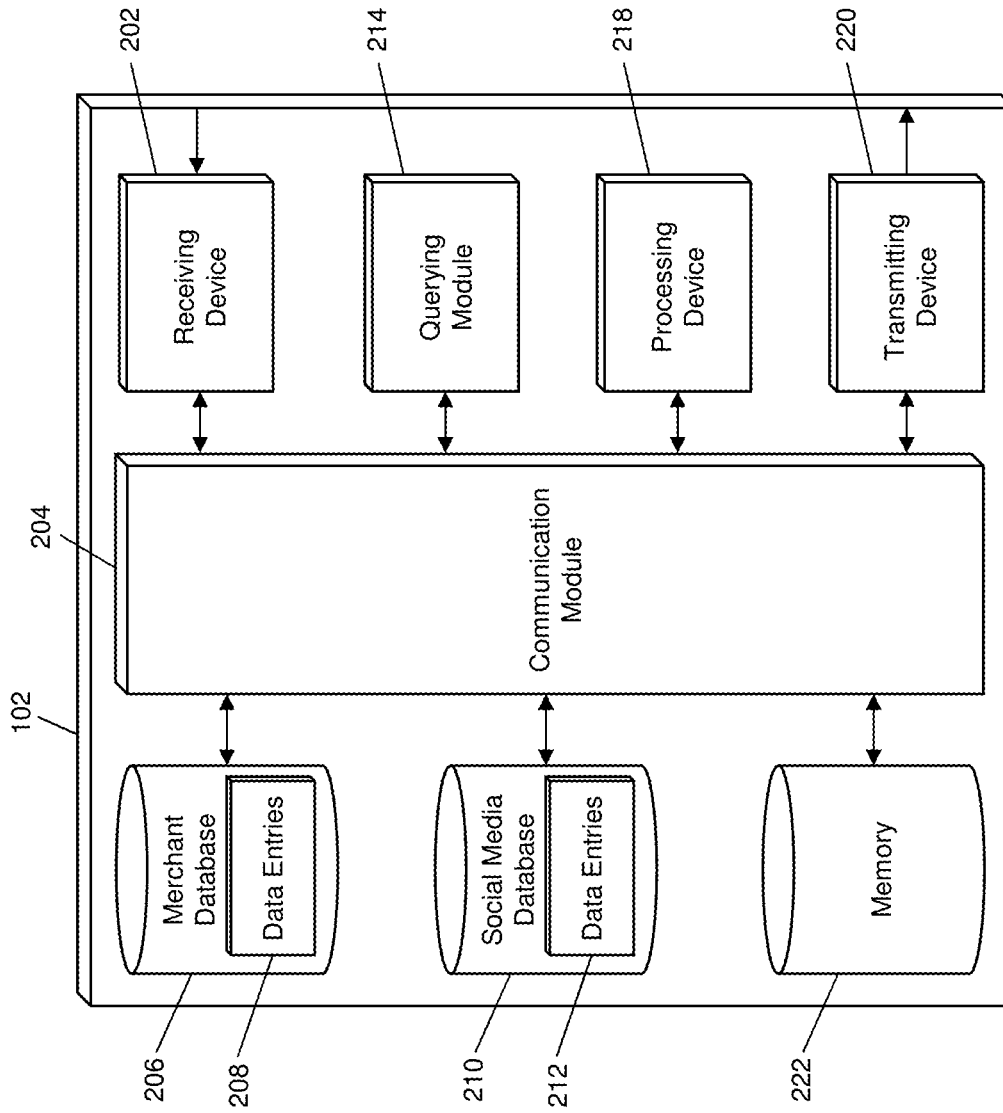 102
204
206
Merchant
Database
208
Data Entries
210
Social Media
Database
212
Data Entries
222
Memory
Communication
Module
202
Receiving
Device
214
Querying
Module
218
Processing
Device
220
Transmitting
Device